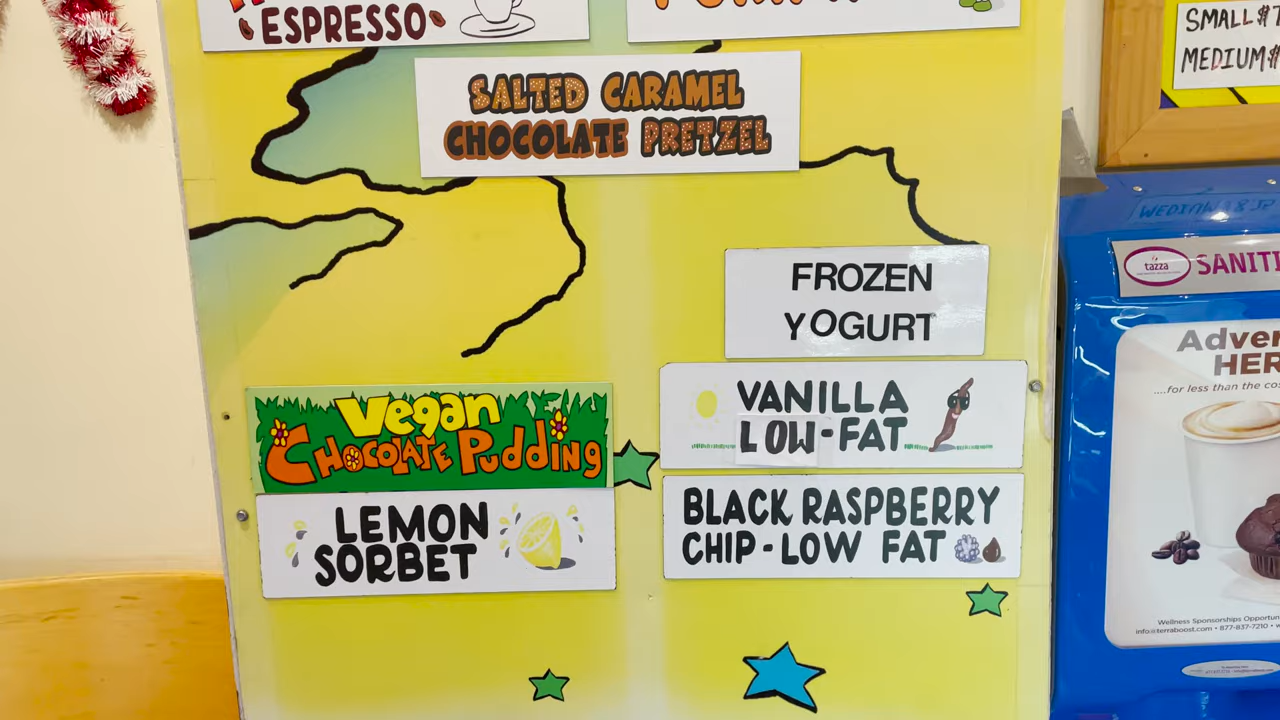 ESPRESSO
SALTED CARAMEL
CHOCOLATE PRETZEL
FROZEN
YOGURT
Vegan
Chocolate Pudding
LEMON
SORBET
VANILLA
LOW-FAT
BLACK RASPBERRY
CHIP-LOW FAT
SMALL $7
MEDIUM $
tazza
SANITI
Adver
HER
....for less than the cos
Wellness Sponsorships Opportun
info@terraboost.com • 877-837-7210 • w